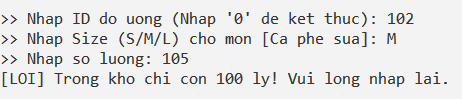 >> Nhap ID do uong (Nhap '0' de ket thuc): 102
>> Nhap Size (S/M/L) cho mon [Ca phe sua]: M
>> Nhap so luong: 105
[LOI] Trong kho chi con 100 ly! Vui long nhap lai.